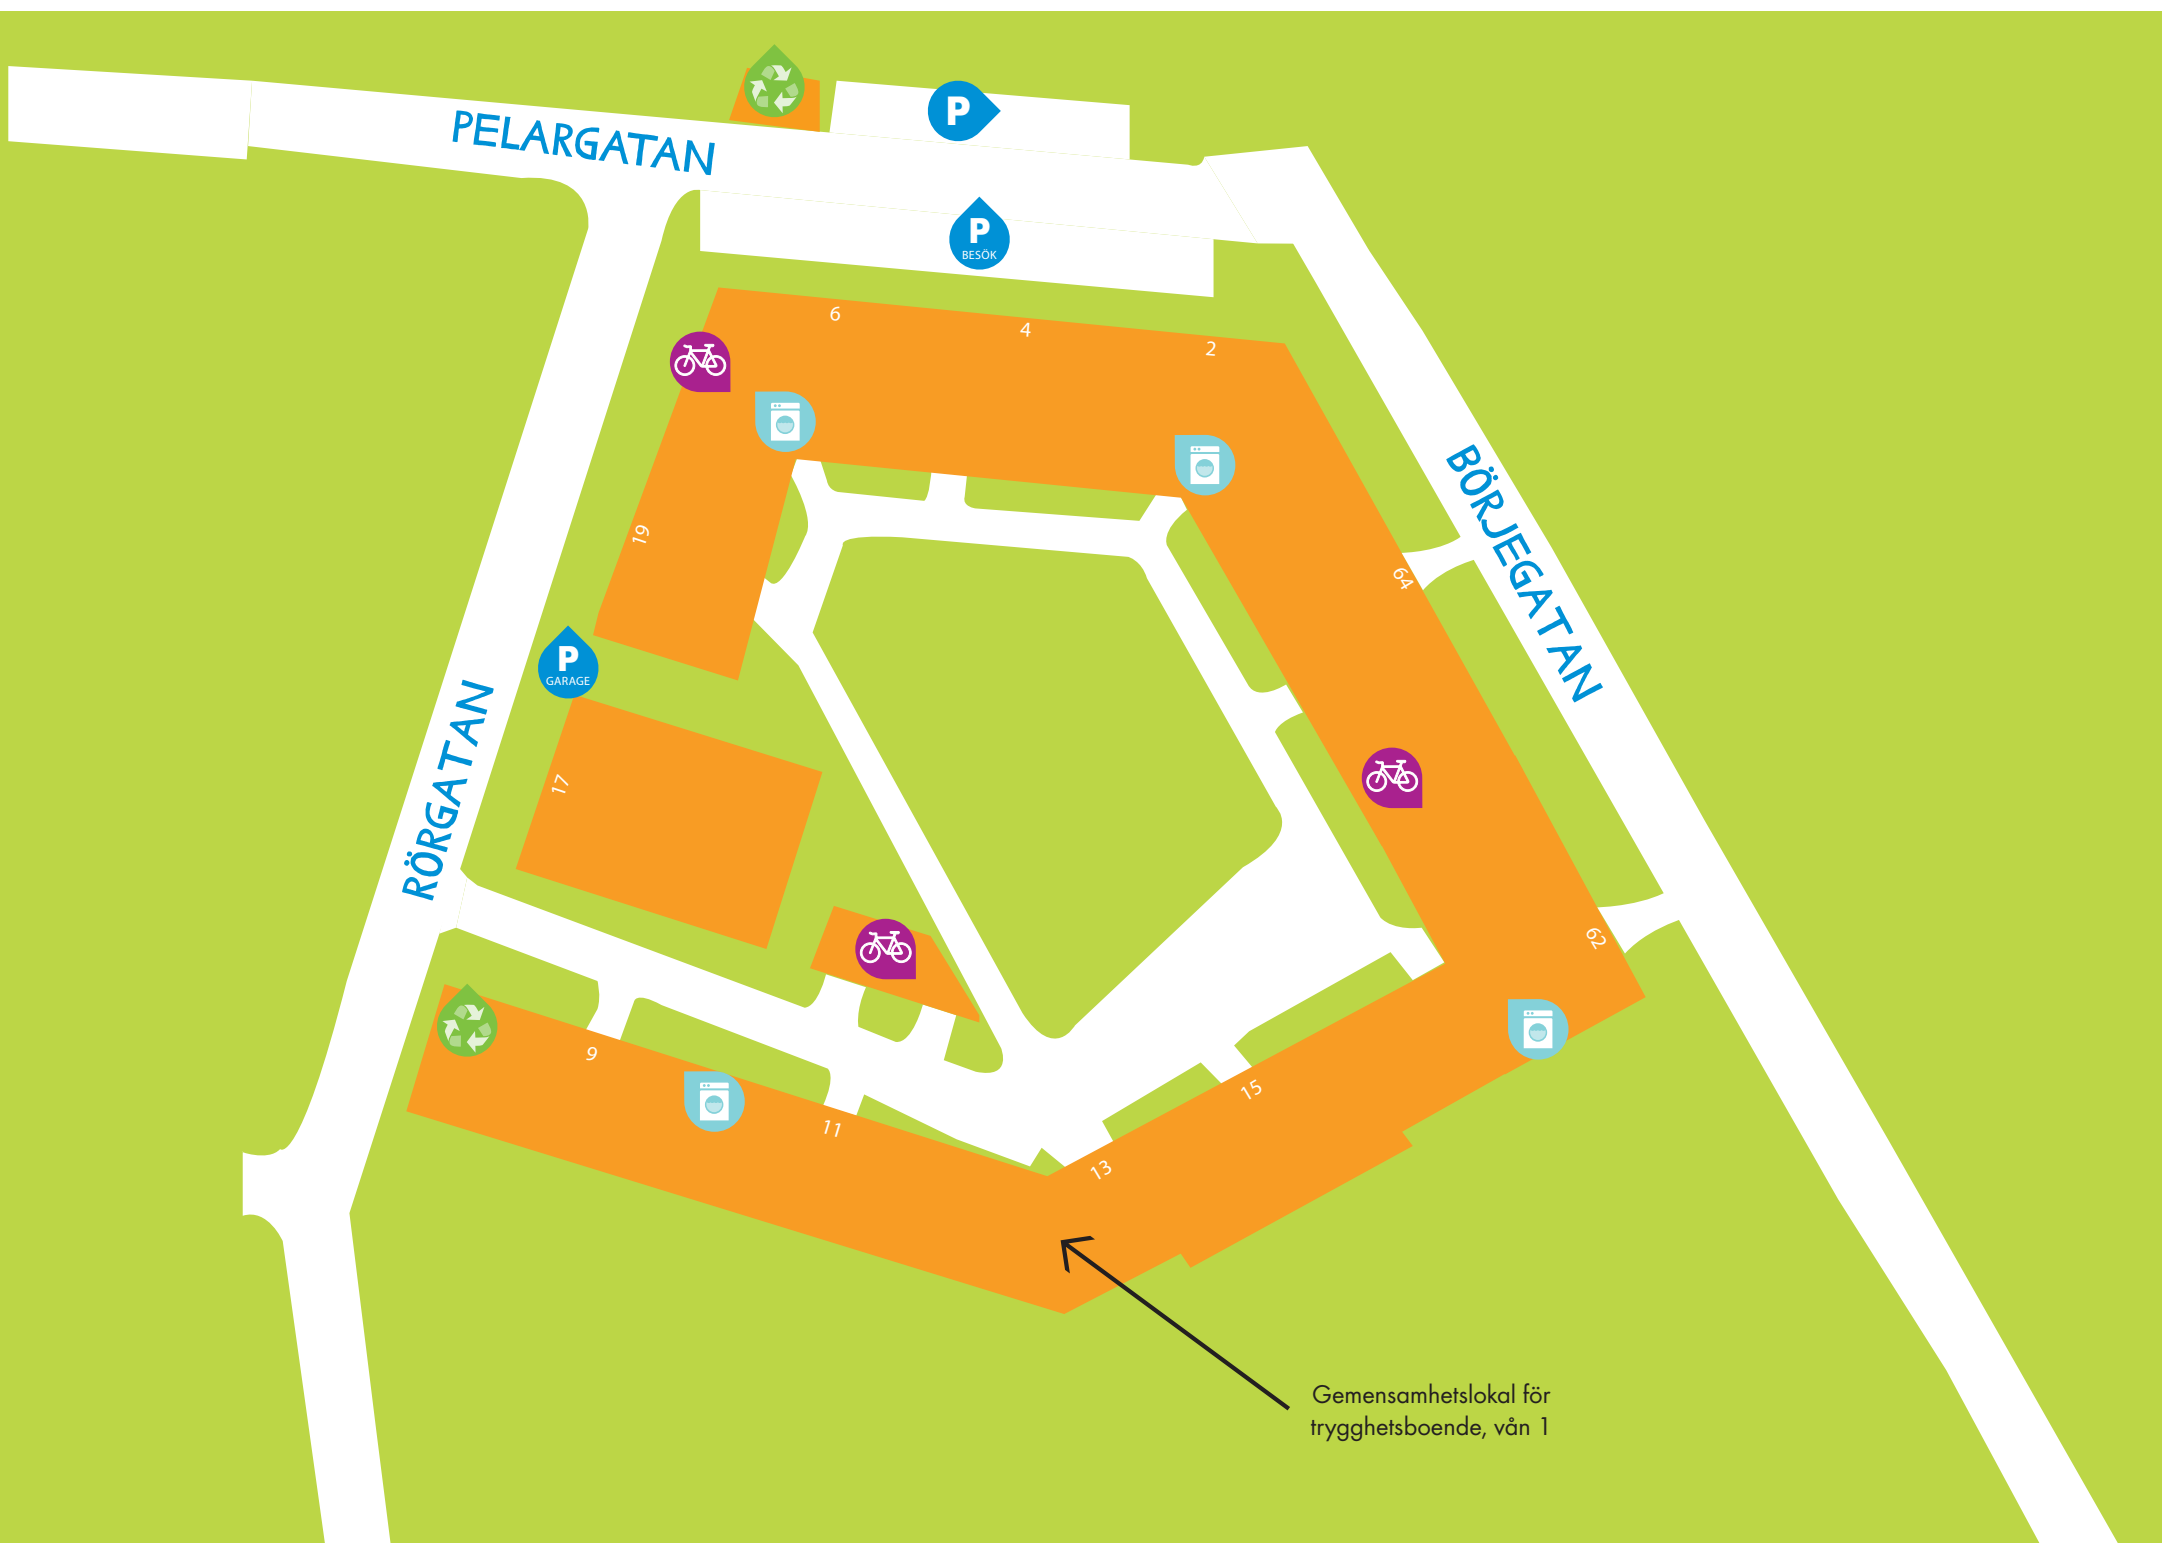 P
PELARGATAN
P
BESÖK
6
4
2
BÖRJEGATAN
19
64
P
GARAGE
RÖRGATAN
17
62
9
11
15
13
Gemensamhetslokal för
trygghetsboende, vån 1